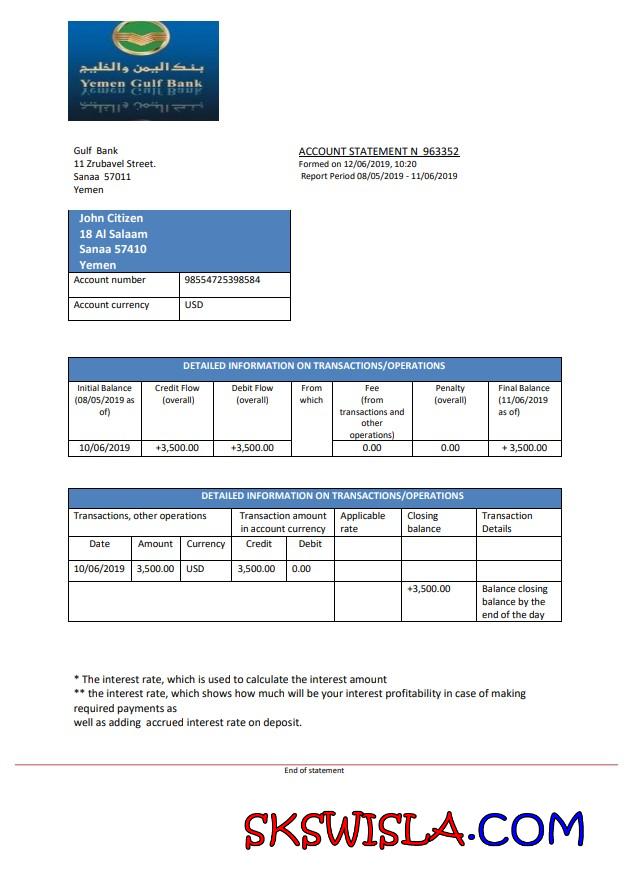 بنك اليمن والخليج
Yemen Gulf Bank
Gulf Bank
11 Zrubavel Street.
Sanaa 57011
Yemen
ACCOUNT STATEMENT N 963352
Formed on 12/06/2019, 10:20
Report Period 08/05/2019 - 11/06/2019
John Citizen
18 Al Salaam
Sanaa 57410
Yemen
Account number 98554725398584
Account currency USD
DETAILED INFORMATION ON TRANSACTIONS/OPERATIONS
Initial Balance (08/05/2019 as of) Credit Flow (overall) Debit Flow (overall) From which Fee (from transactions and other operations) Penalty (overall) Final Balance (11/06/2019 as of)
10/06/2019 +3,500.00 +3,500.00 0.00 0.00 + 3,500.00
DETAILED INFORMATION ON TRANSACTIONS/OPERATIONS
Transactions, other operations Transaction amount in account currency Applicable rate Closing balance Transaction Details
Date Amount Currency Credit Debit
10/06/2019 3,500.00 USD 3,500.00 0.00
+3,500.00 Balance closing balance by the end of the day
* The interest rate, which is used to calculate the interest amount
** the interest rate, which shows how much will be your interest profitability in case of making
required payments as
well as adding accrued interest rate on deposit.
End of statement
SKSWISLA.COM